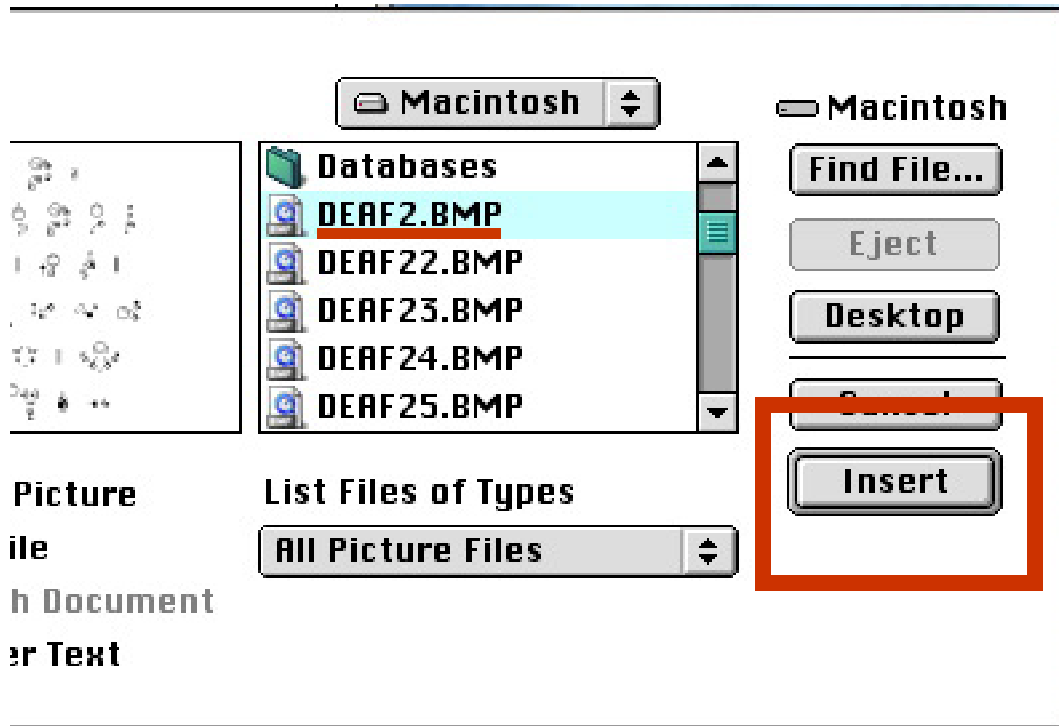 Macintosh
Macintosh
Databases
DEAF2.BMP
DEAF22.BMP
DEAF23.BMP
DEAF24.BMP
DEAF25.BMP
Find File...
Eject
Desktop
Cancel
Insert
Picture
ile
h Document
er Text
List Files of Types
All Picture Files